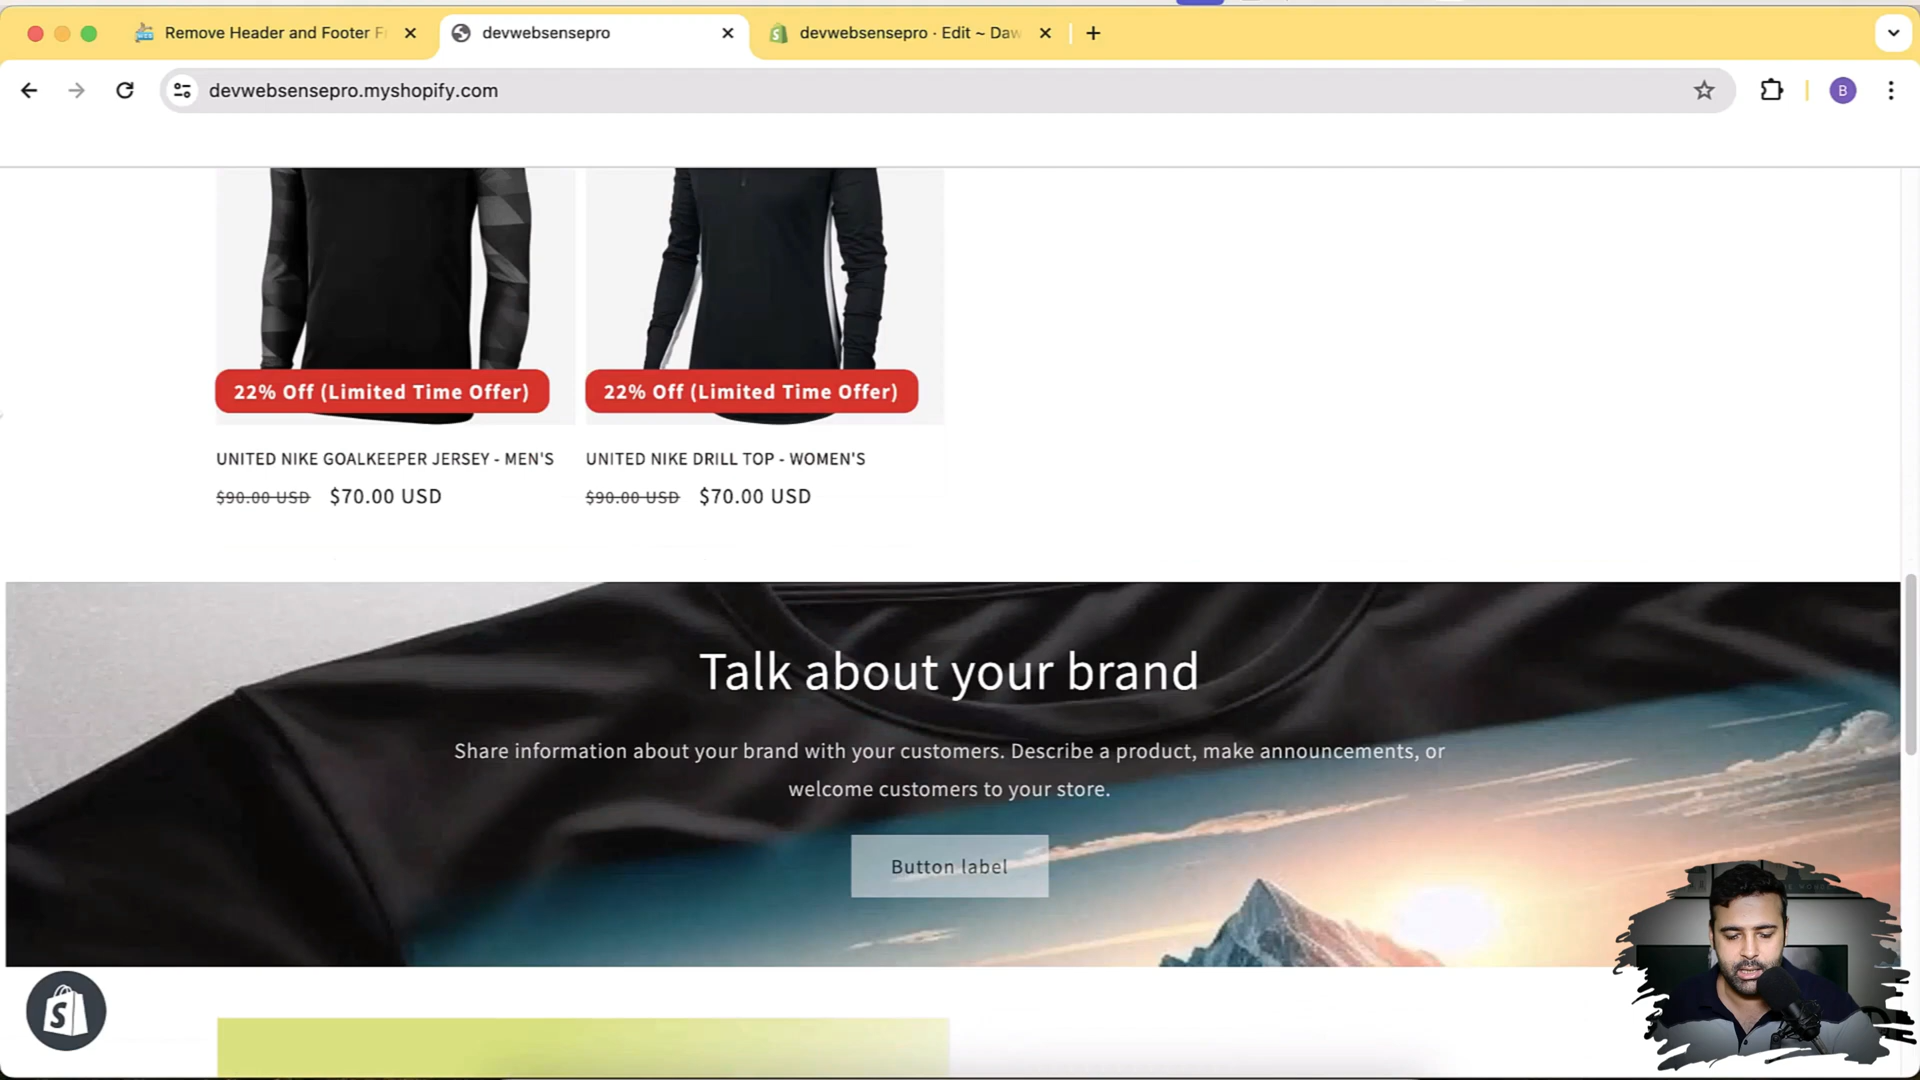 Remove Header and Footer F
devwebsensepro
devwebsensepro · Edit ~ Daw
devwebsensepro.myshopify.com
B
22% Off (Limited Time Offer)
22% Off (Limited Time Offer)
UNITED NIKE GOALKEEPER JERSEY - MEN'S
UNITED NIKE DRILL TOP - WOMEN'S
$90.00 USD $70.00 USD
$90.00 USD $70.00 USD
Talk about your brand
Share information about your brand with your customers. Describe a product, make announcements, or
welcome customers to your store.
Button label